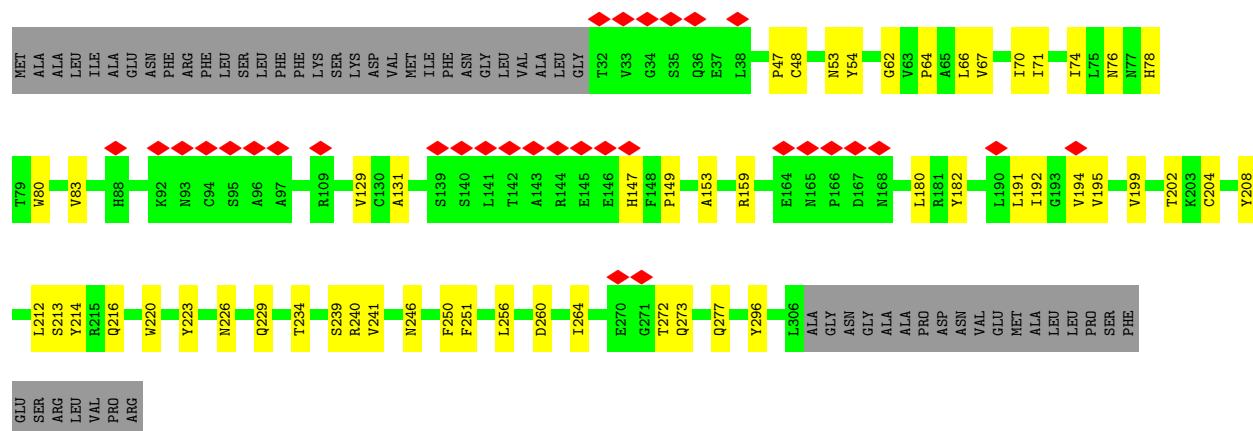 MET ALA ALA LEU ILE ALA GLU ASN PHE ARG PHE LEU SER LEU PHE PHE LYS SER LYS ASP VAL MET ILE PHE ASN GLY LEU VAL ALA LEU GLY T32 V33 G34 S35 Q36 E37 L38 P47 C48 N53 Y54 G62 V63 P64 A65 L66 V67 I70 I71 I74 L75 N76 N77 H78
T79 W80 V83 H88 K92 N93 C94 S95 A96 A97 R109 V129 C130 A131 S139 S140 L141 T142 A143 R144 E145 E146 H147 F148 P149 A153 R159 E164 N165 P166 D167 N168 L180 R181 Y182 L190 L191 I192 G193 V194 V195 V199 T202 K203 C204 Y208
L212 S213 Y214 R215 Q216 W220 Y223 N226 Q229 T234 S239 R240 V241 N246 F250 F251 L256 D260 I264 E270 G271 T272 Q273 Q277 Y296 L306 ALA GLY ASN GLY ALA ALA PRO ASP ASN VAL GLU MET ALA LEU LEU PRO SER PHE
GLU SER ARG LEU VAL PRO ARG